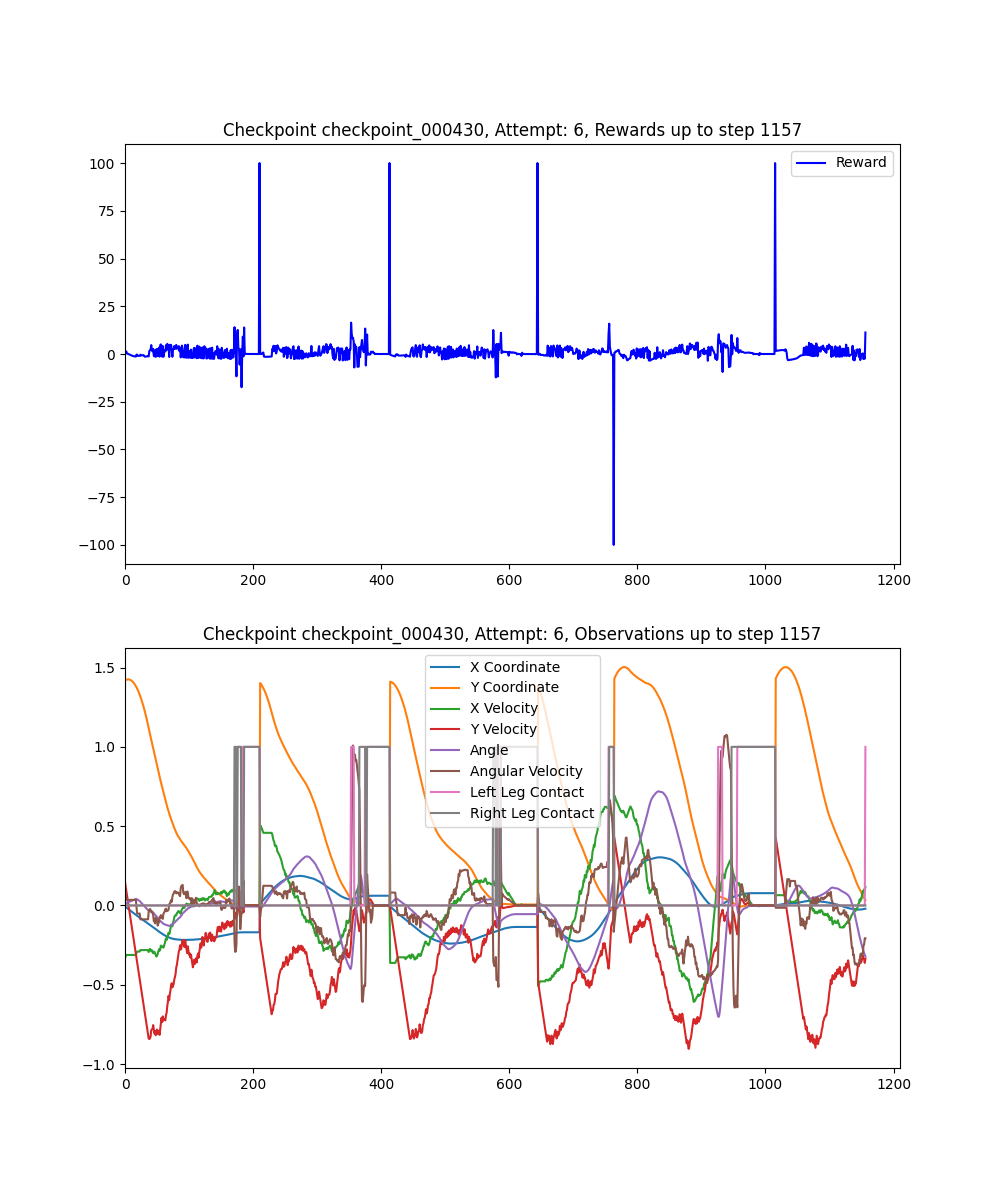 Checkpoint checkpoint_000430, Attempt: 6, Rewards up to step 1157
100
75
50
25
0
−25
−50
−75
−100
Reward
0 200 400 600 800 1000 1200
Checkpoint checkpoint_000430, Attempt: 6, Observations up to step 1157
1.5
1.0
0.5
0.0
−0.5
−1.0
X Coordinate
Y Coordinate
X Velocity
Y Velocity
Angle
Angular Velocity
Left Leg Contact
Right Leg Contact
0 200 400 600 800 1000 1200